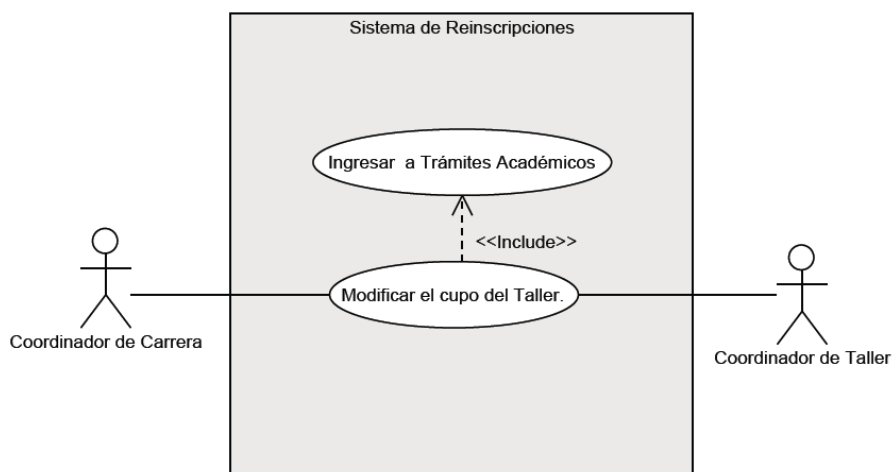 Sistema de Reinscripciones
Ingresar a Trámites Académicos
<<Include>>
Modificar el cupo del Taller.
Coordinador de Carrera
Coordinador de Taller